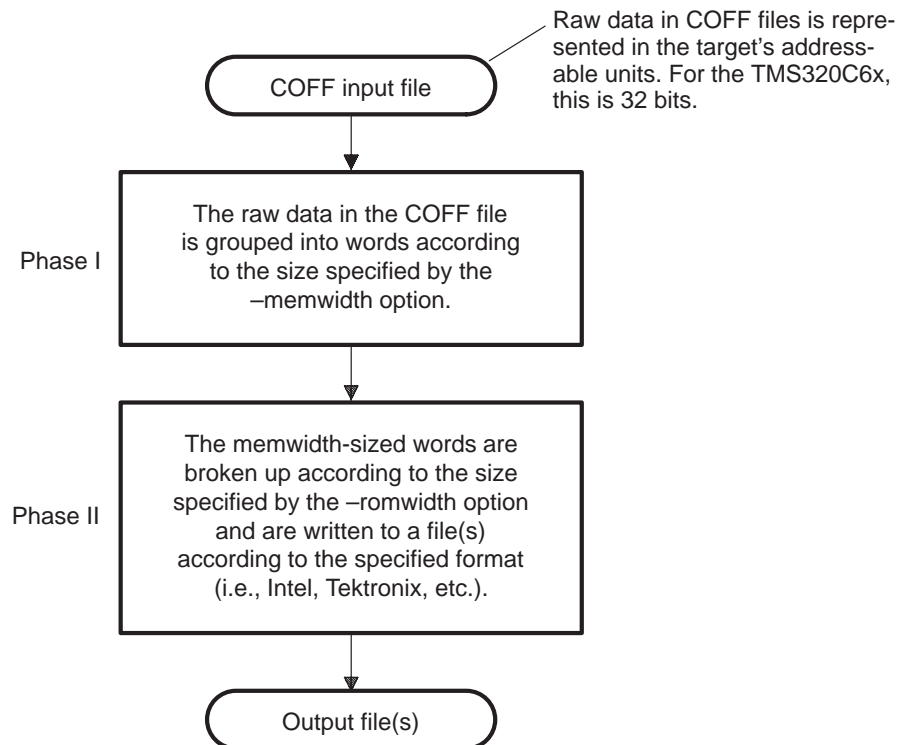 Raw data in COFF files is repre-
sented in the target's address-
able units. For the TMS320C6x,
this is 32 bits.
COFF input file
Phase I
The raw data in the COFF file
is grouped into words according
to the size specified by the
–memwidth option.
Phase II
The memwidth-sized words are
broken up according to the size
specified by the –romwidth option
and are written to a file(s)
according to the specified format
(i.e., Intel, Tektronix, etc.).
Output file(s)